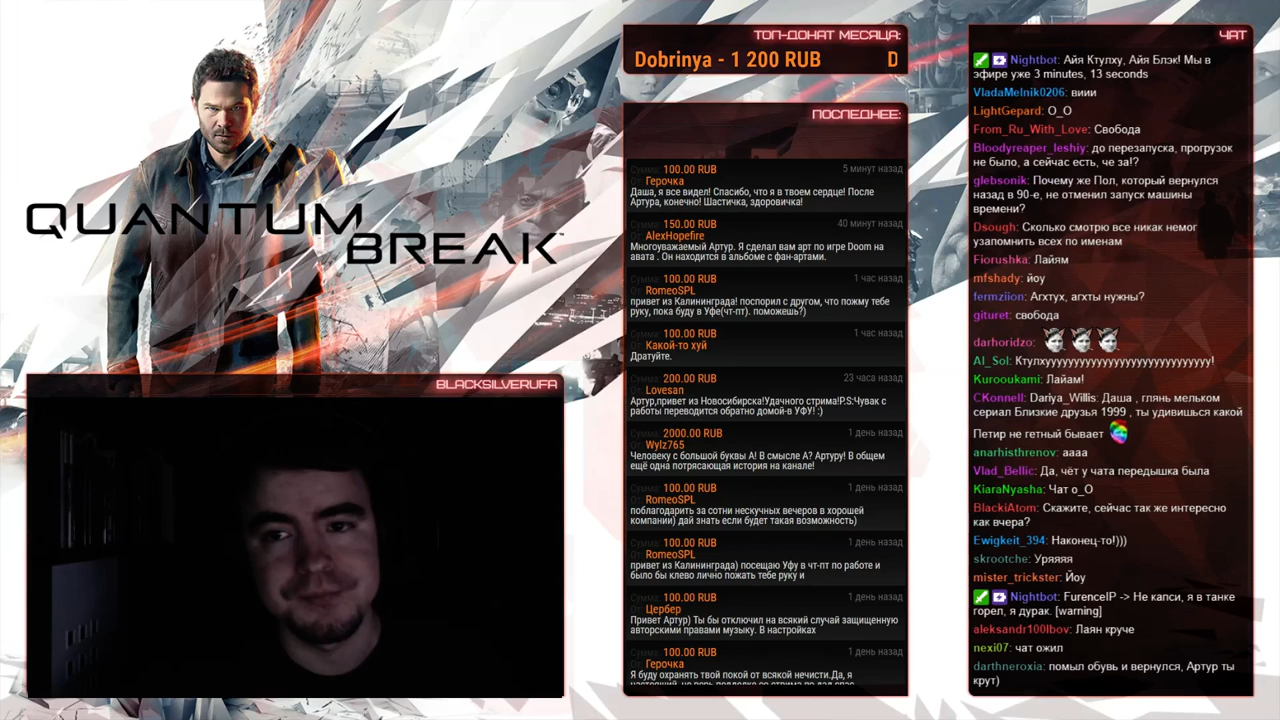 QUANTUM
BREAK™
BLACKSILVERUFA
ТОП-ДОНАТ МЕСЯЦА:
Dobrinya - 1 200 RUB D
ПОСЛЕДНЕЕ:
Сумма: 100.00 RUB 5 минут назад
От: Герочка
Даша, я все видел! Спасибо, что я в твоем сердце! После
Артура, конечно! Шастичка, здоровичка!
Сумма: 150.00 RUB 40 минут назад
От: AlexHopefire
Многоуважаемый Артур. Я сделал вам арт по игре Doom на
авата . Он находится в альбоме с фан-артами.
Сумма: 100.00 RUB 1 час назад
От: RomeoSPL
привет из Калининграда! поспорил с другом, что пожму тебе
руку, пока буду в Уфе(чт-пт). поможешь?)
Сумма: 100.00 RUB 1 час назад
От: Какой-то хуй
Дратуйте.
Сумма: 200.00 RUB 23 часа назад
От: Lovesan
Артур,привет из Новосибирска!Удачного стрима!P.S:Чувак с
работы переводится обратно домой-в УФУ! :)
Сумма: 2000.00 RUB 1 день назад
От: Wylz765
Человеку с большой буквы А! В смысле А? Артуру! В общем
ещё одна потрясающая история на канале!
Сумма: 100.00 RUB 1 день назад
От: RomeoSPL
поблагодарить за сотни нескучных вечеров в хорошей
компании) дай знать если будет такая возможность)
Сумма: 100.00 RUB 1 день назад
От: RomeoSPL
привет из Калининграда) посещаю Уфу в чт-пт по работе и
было бы клево лично пожать тебе руку и
Сумма: 100.00 RUB 1 день назад
От: Цербер
Привет Артур) Ты бы отключил на всякий случай защищенную
авторскими правами музыку. В настройках
Сумма: 100.00 RUB 1 день назад
От: Герочка
Я буду охранять твой покой от всякой нечисти.Да, я
ЧАТ
Nightbot: Айя Ктулху, Айя Блэк! Мы в
эфире уже 3 minutes, 13 seconds
VladaMelnik0206: виии
LightGepard: O_O
From_Ru_With_Love: Свобода
Bloodyreaper_leshiy: до перезапуска, прогрузок
не было, а сейчас есть, че за!?
glebsonik: Почему же Пол, который вернулся
назад в 90-е, не отменил запуск машины
времени?
Dsough: Сколько смотрю все никак немог
узапомнить всех по именам
Fiorushka: Лайям
mfshady: йоу
fermziion: Агхтух, агхты нужны?
gituret: свобода
darhoridzo:
Al_Sol: Ктулхууууууууууууууууууууууууууу!
Kurooukami: Лайам!
CKonnell: Dariya_Willis: Даша , глянь мельком
сериал Близкие друзья 1999 , ты удивишься какой
Петир не гетный бывает
anarhisthrenov: аааа
Vlad_Bellic: Да, чёт у чата передышка была
KiaraNyasha: Чат о_О
BlackiAtom: Скажите, сейчас так же интересно
как вчера?
Ewigkeit_394: Наконец-то!)))
skrootche: Уряяяя
mister_trickster: Йоу
Nightbot: FurenceIP -> Не капси, я в танке
горел, я дурак. [warning]
aleksandr100lbov: Лаян круче
nexi07: чат ожил
darthneroxia: помыл обувь и вернулся, Артур ты
крут)